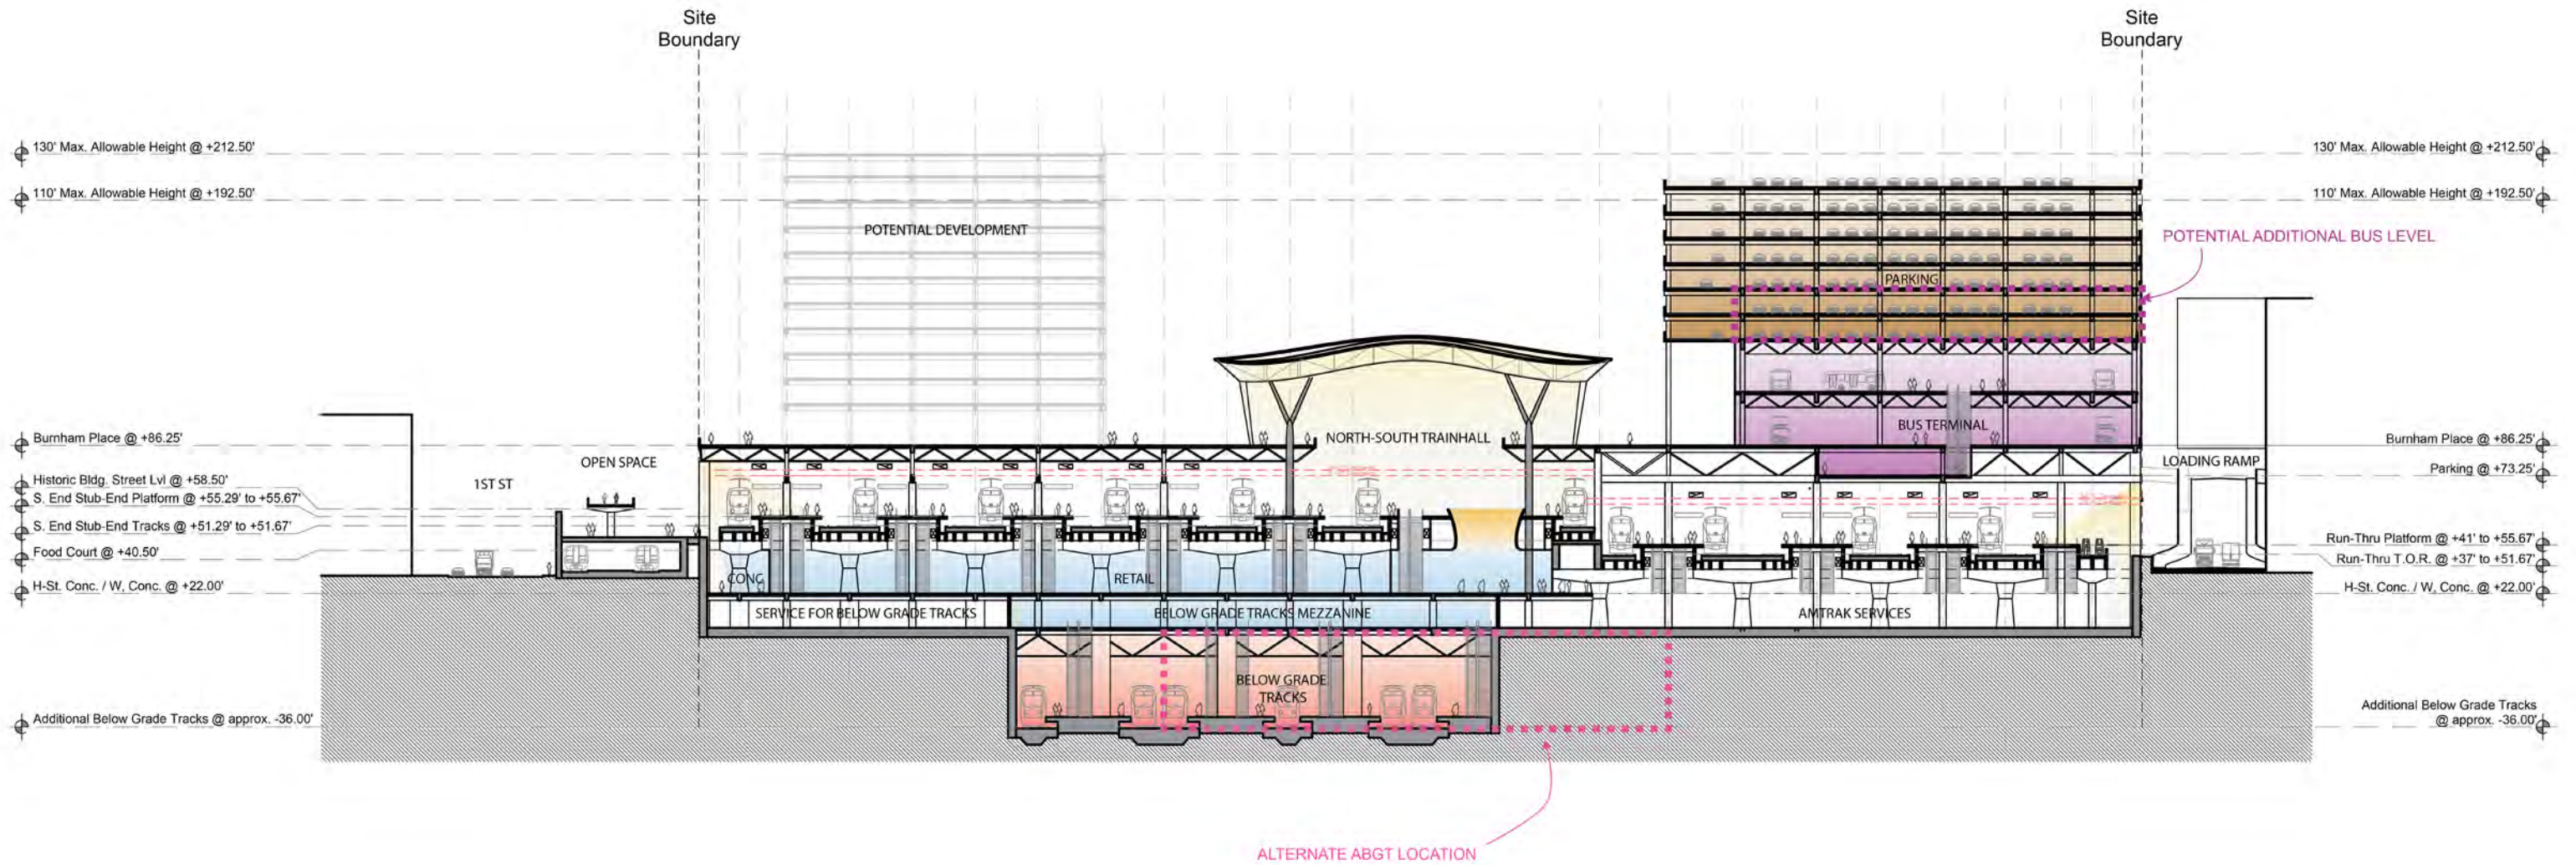 Site
Boundary
Site
Boundary
130' Max. Allowable Height @ +212.50'
130' Max. Allowable Height @ +212.50'
110' Max. Allowable Height @ +192.50'
110' Max. Allowable Height @ +192.50'
POTENTIAL DEVELOPMENT
POTENTIAL ADDITIONAL BUS LEVEL
PARKING
BUS TERMINAL
NORTH-SOUTH TRAINHALL
Burnham Place @ +86.25'
Burnham Place @ +86.25'
OPEN SPACE
LOADING RAMP
Parking @ +73.25'
Historic Bldg. Street Lvl @ +58.50'
1ST ST
S. End Stub-End Platform @ +55.29' to +55.67'
S. End Stub-End Tracks @ +51.29' to +51.67'
Run-Thru Platform @ +41' to +55.67'
Food Court @ +40.50'
Run-Thru T.O.R. @ +37' to +51.67'
H-St. Conc. / W, Conc. @ +22.00'
CONC
RETAIL
H-St. Conc. / W, Conc. @ +22.00'
SERVICE FOR BELOW GRADE TRACKS
BELOW GRADE TRACKS MEZZANINE
AMTRAK SERVICES
BELOW GRADE
TRACKS
Additional Below Grade Tracks @ approx. -36.00'
Additional Below Grade Tracks
@ approx. -36.00'
ALTERNATE ABGT LOCATION